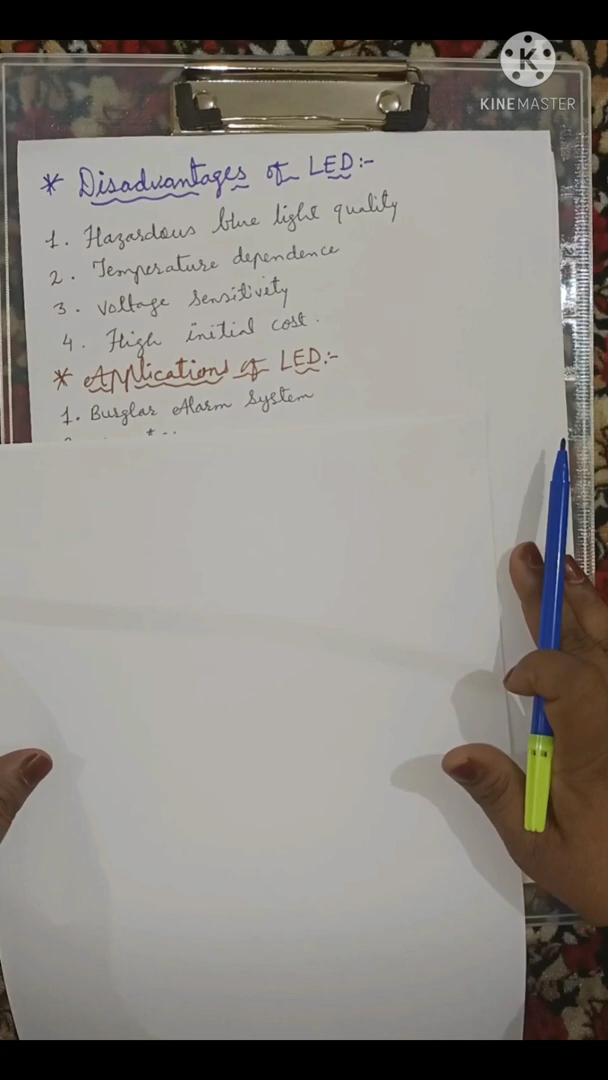 KINEMASTER
* Disadvantages of LED:-
1. Hazardous blue light quality
2. Temperature dependence
3. Voltage sensitivity
4. High initial cost.
* Application of LED:-
1. Burglar Alarm System